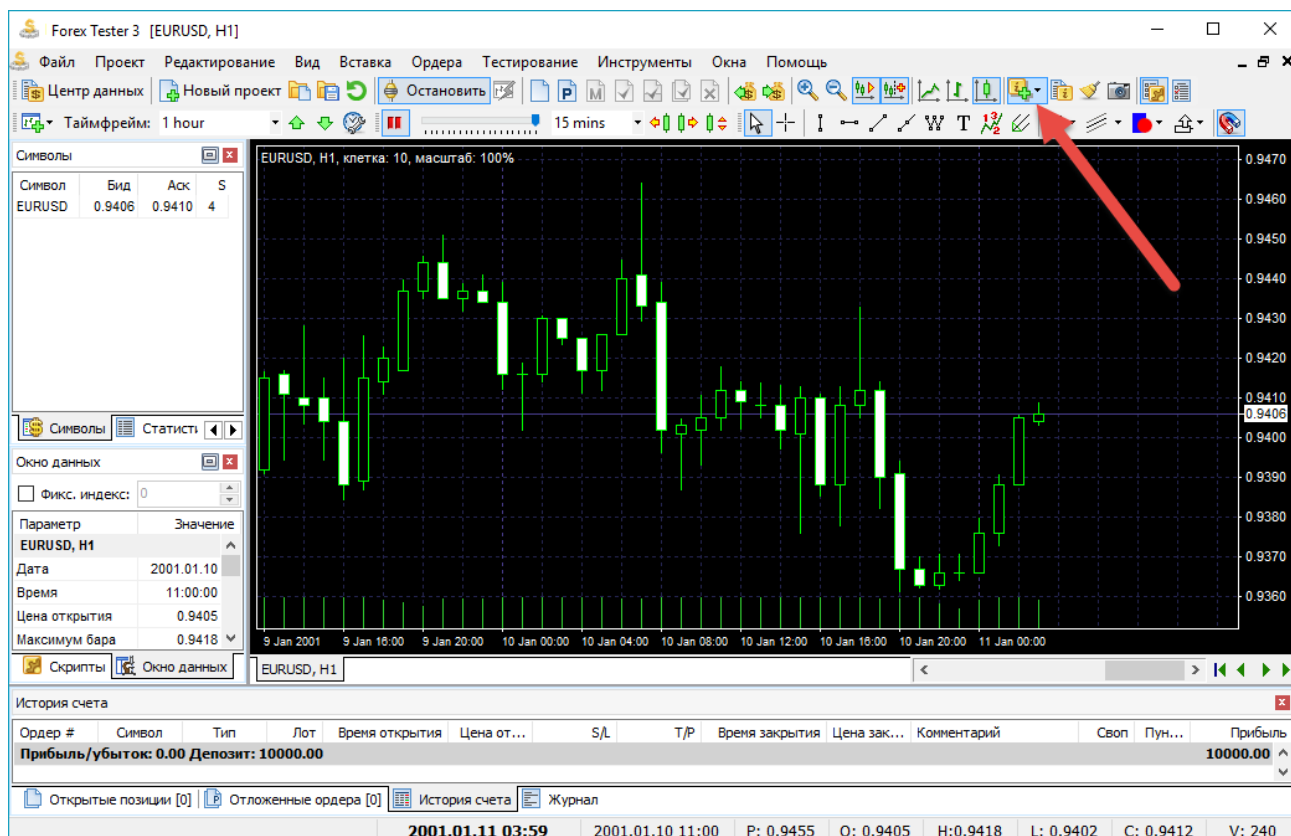 Forex Tester 3 [EURUSD, H1]
Файл Проект Редактирование Вид Вставка Ордера Тестирование Инструменты Окна Помощь
Центр данных Новый проект Остановить
Таймфрейм: 1 hour 15 mins
Символы
Символ Бид Аск S
EURUSD 0.9406 0.9410 4
Символы Статисти
Окно данных
Фикс. индекс: 0
Параметр Значение
EURUSD, H1
Дата 2001.01.10
Время 11:00:00
Цена открытия 0.9405
Максимум бара 0.9418
Скрипты Окно данных
EURUSD, H1, клетка: 10, масштаб: 100%
0.9470
0.9460
0.9450
0.9440
0.9430
0.9420
0.9410
0.9406
0.9400
0.9390
0.9380
0.9370
0.9360
9 Jan 2001 9 Jan 16:00 9 Jan 20:00 10 Jan 00:00 10 Jan 04:00 10 Jan 08:00 10 Jan 12:00 10 Jan 16:00 10 Jan 20:00 11 Jan 00:00
EURUSD, H1
История счета
Ордер # Символ Тип Лот Время открытия Цена от... S/L T/P Время закрытия Цена зак... Комментарий Своп Пун... Прибыль
Прибыль/убыток: 0.00 Депозит: 10000.00 10000.00
Открытые позиции [0] Отложенные ордера [0] История счета Журнал
2001.01.11 03:59 2001.01.10 11:00 P: 0.9455 O: 0.9405 H:0.9418 L: 0.9402 C: 0.9412 V: 240